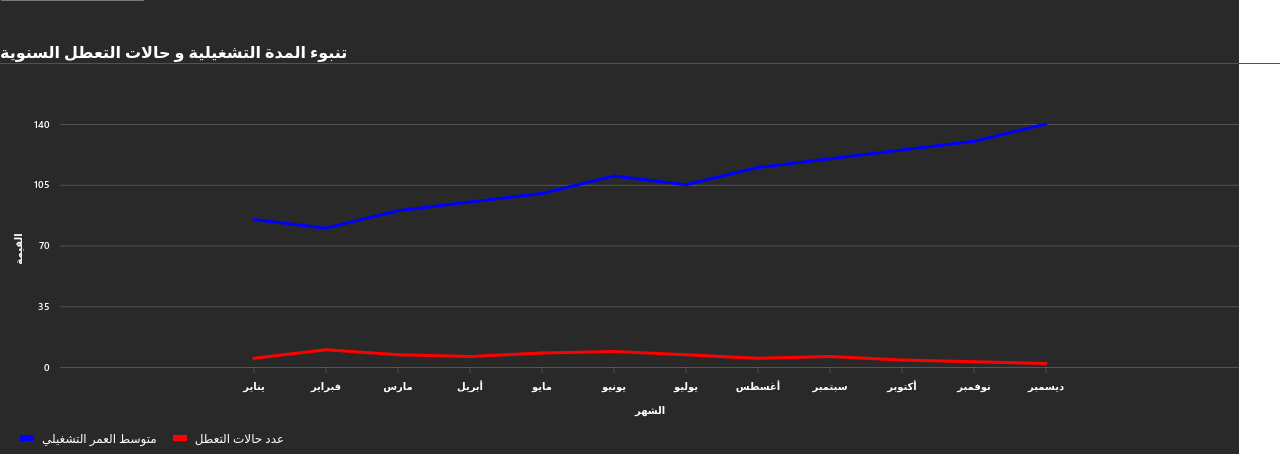 تنبوء المدة التشغيلية و حالات التعطل السنوية
140
105
70
35
0
القيمة
يناير
فبراير
مارس
أبريل
مايو
يونيو
يوليو
أغسطس
سبتمبر
أكتوبر
نوفمبر
ديسمبر
الشهر
متوسط العمر التشغيلي
عدد حالات التعطل